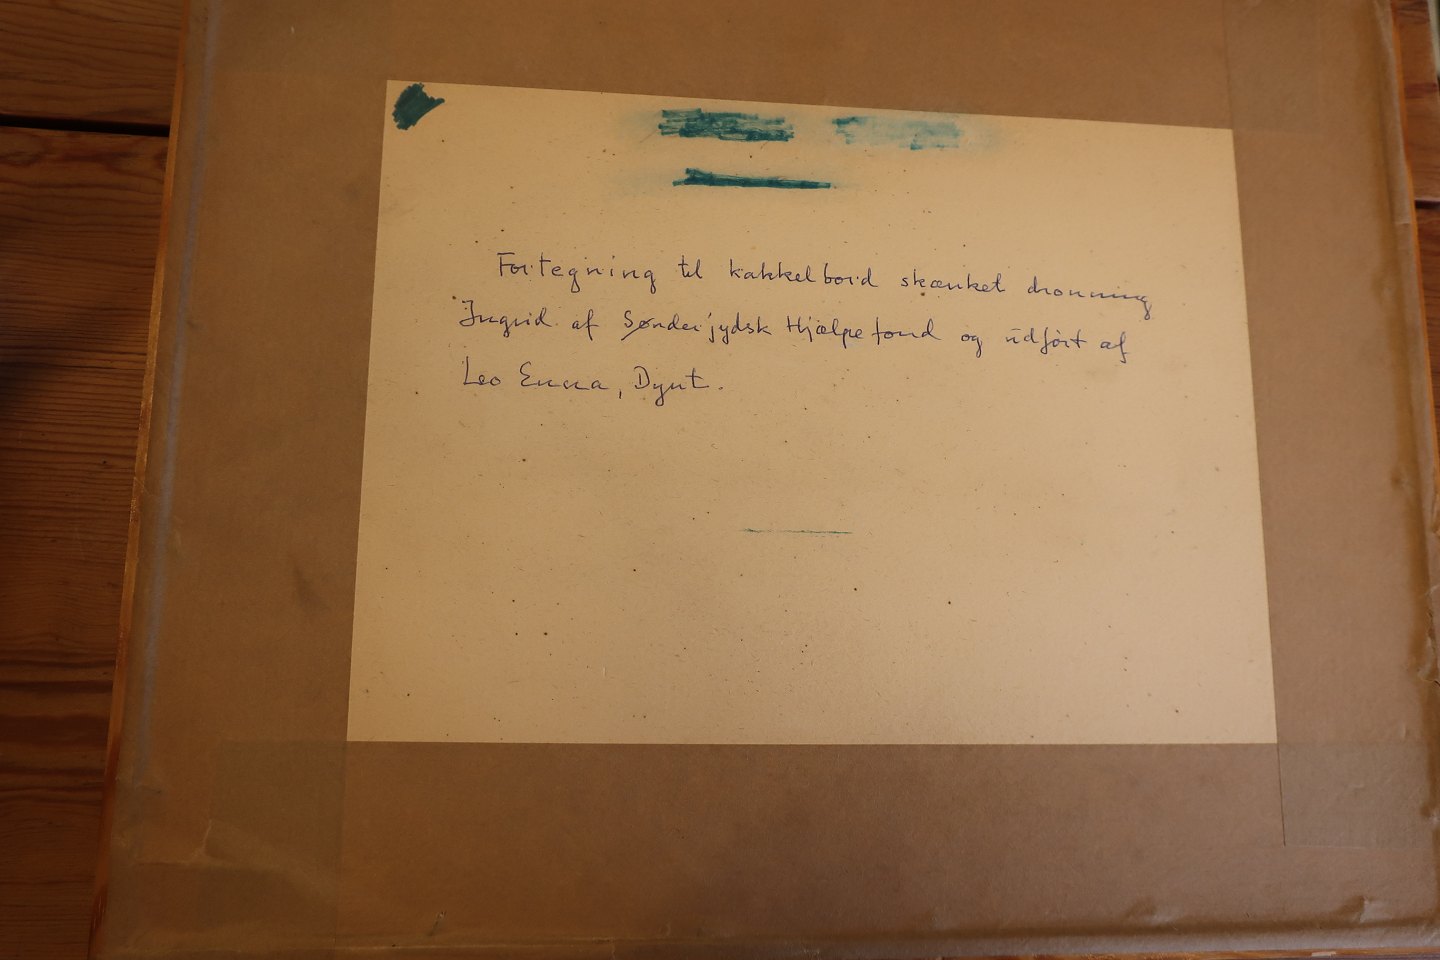 Fortegning til kakkelbord skænket dronning
Ingrid af Sønderjydsk Hjælpefond og udført af
Leo Enna, Dynt.